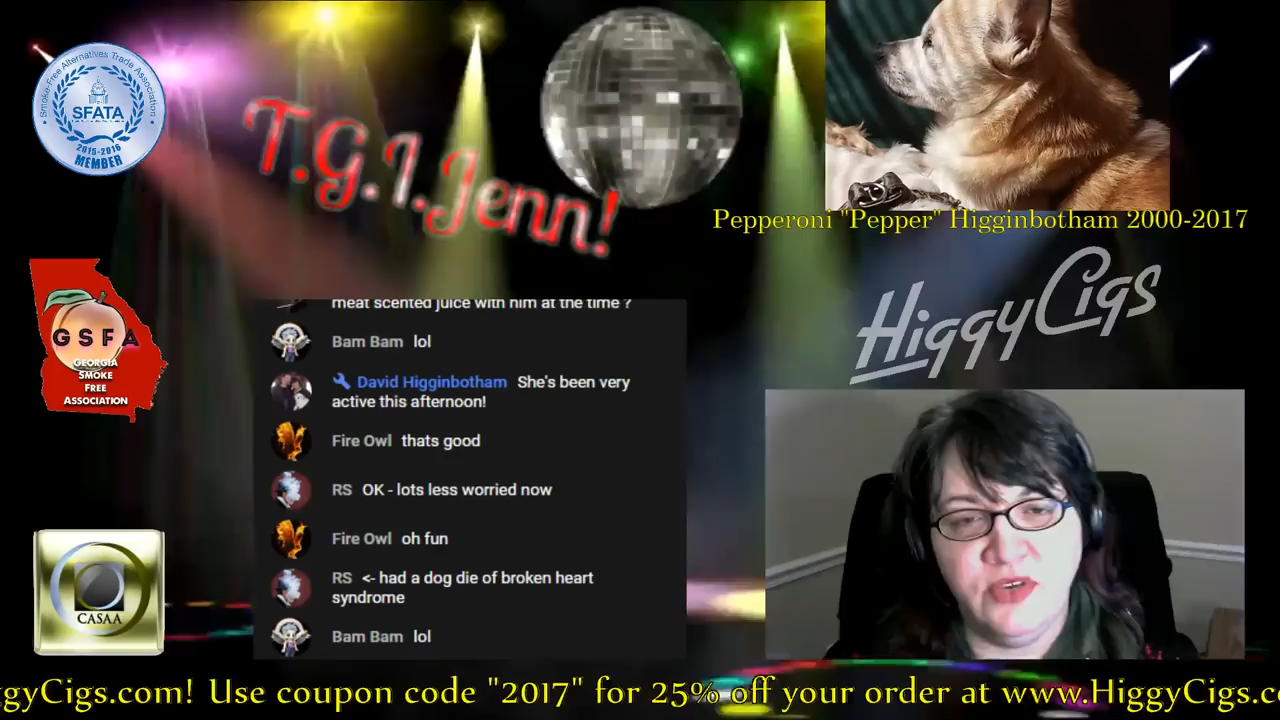 Smoke-Free Alternatives Trade Association
SFATA
2015-2016
MEMBER
T.G.I.Jenn!
Pepperoni "Pepper" Higginbotham 2000-2017
HiggyCigs
GSFA
GEORGIA
SMOKE
FREE
ASSOCIATION
CASAA
meat scented juice with him at the time ?
Bam Bam lol
David Higginbotham She's been very
active this afternoon!
Fire Owl thats good
RS OK - lots less worried now
Fire Owl oh fun
RS <- had a dog die of broken heart
syndrome
Bam Bam lol
ggyCigs.com! Use coupon code "2017" for 25% off your order at www.HiggyCigs.co